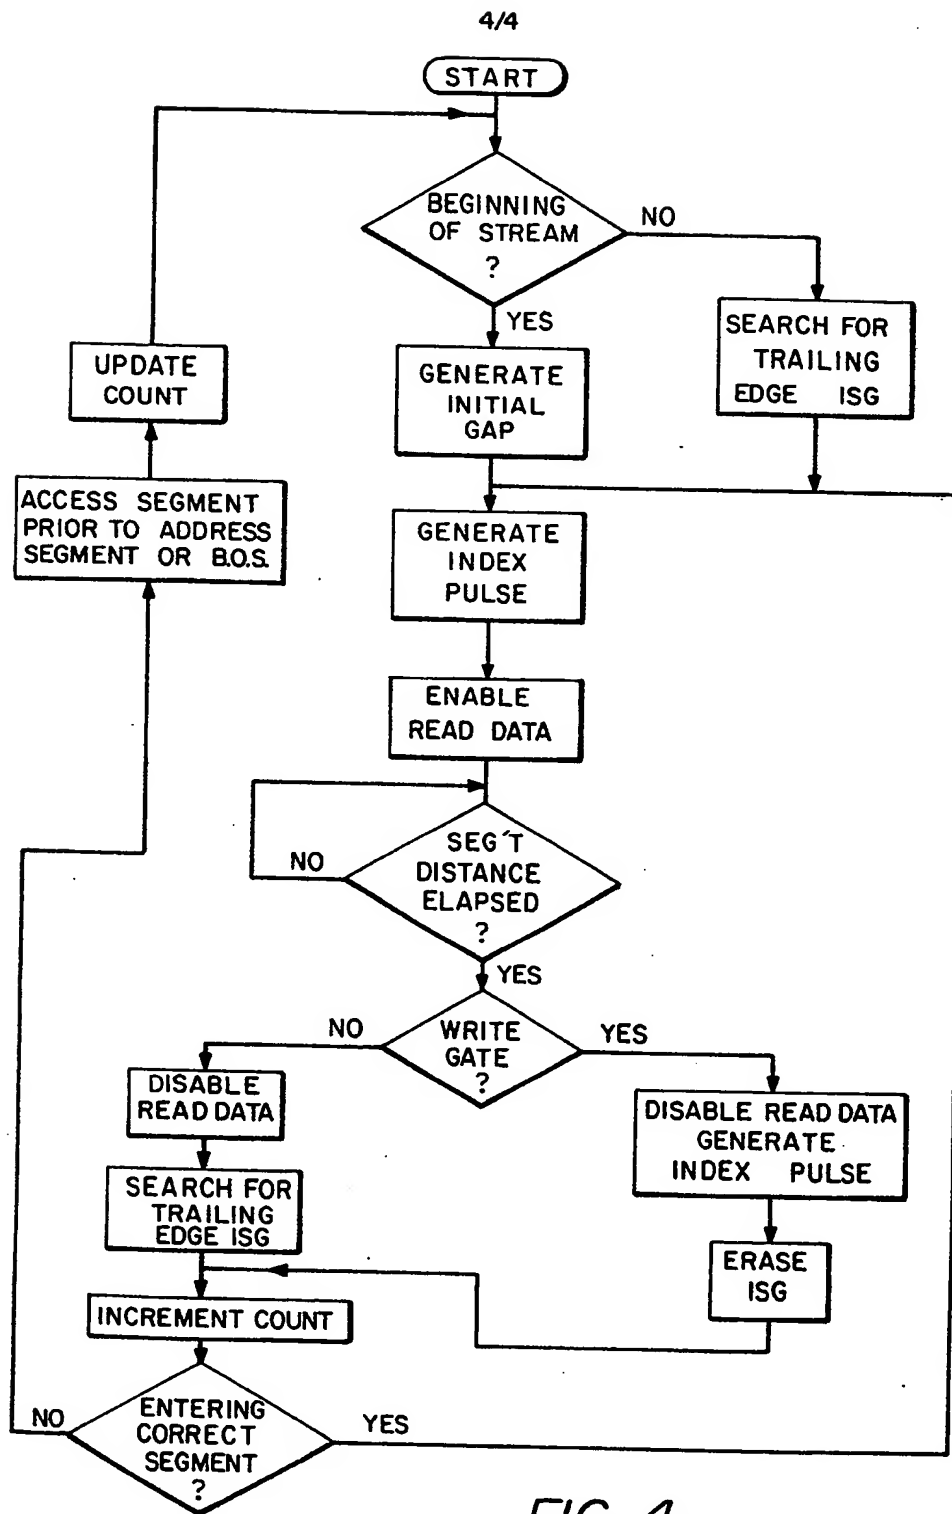 4/4
START
BEGINNING
OF STREAM
?
NO
YES
SEARCH FOR
TRAILING
EDGE ISG
UPDATE
COUNT
GENERATE
INITIAL
GAP
ACCESS SEGMENT
PRIOR TO ADDRESS
SEGMENT OR B.O.S.
GENERATE
INDEX
PULSE
ENABLE
READ DATA
SEG'T
DISTANCE
ELAPSED
?
NO
YES
WRITE
GATE
?
NO
YES
DISABLE
READ DATA
DISABLE READ DATA
GENERATE
INDEX PULSE
SEARCH FOR
TRAILING
EDGE ISG
ERASE
ISG
INCREMENT COUNT
ENTERING
CORRECT
SEGMENT
?
NO
YES
FIG. 4